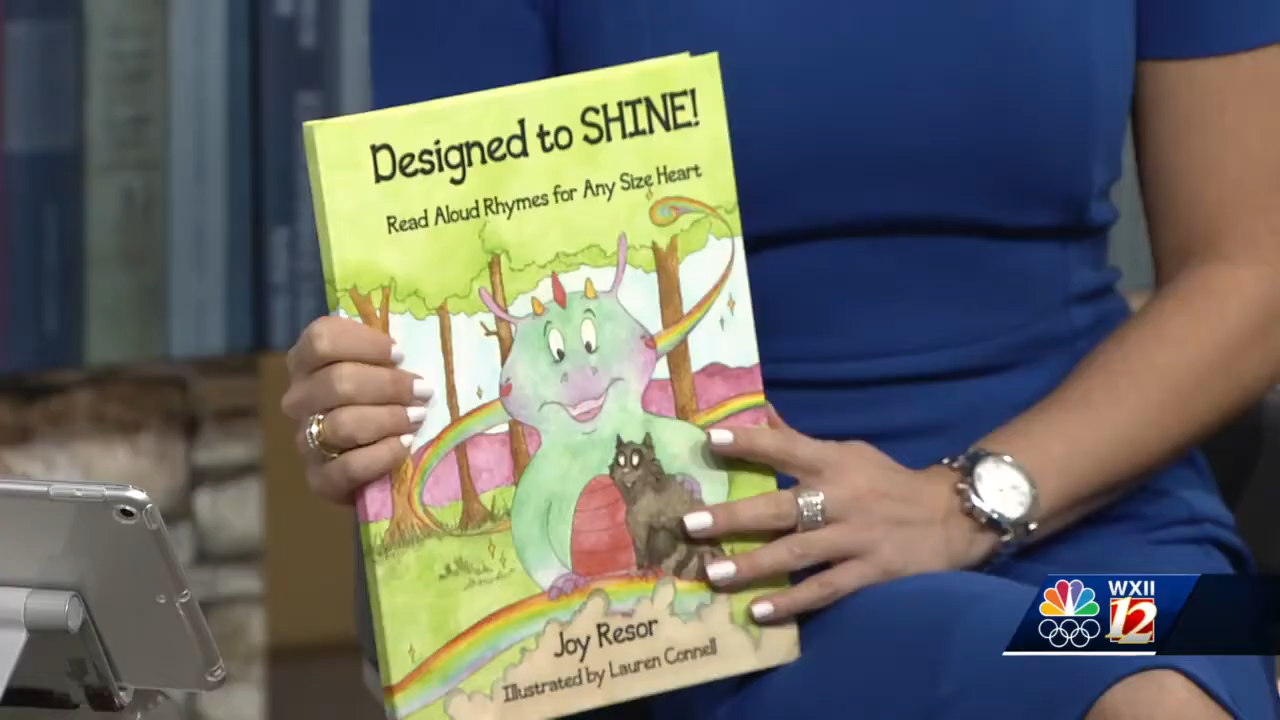 Designed to SHINE!
Read Aloud Rhymes for Any Size Heart
Joy Resor
Illustrated by Lauren Connell
WXII
12